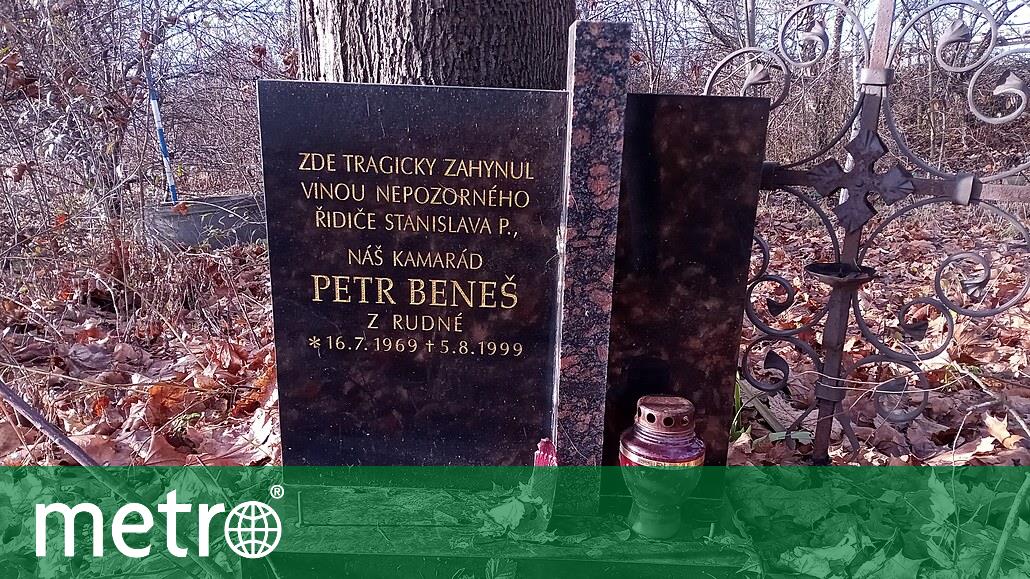 ZDE TRAGICKY ZAHYNUL
VINOU NEPOZORNÉHO
ŘIDIČE STANISLAVA P.,
NÁŠ KAMARÁD
PETR BENEŠ
Z RUDNÉ
*16.7.1969 †5.8.1999
metro®